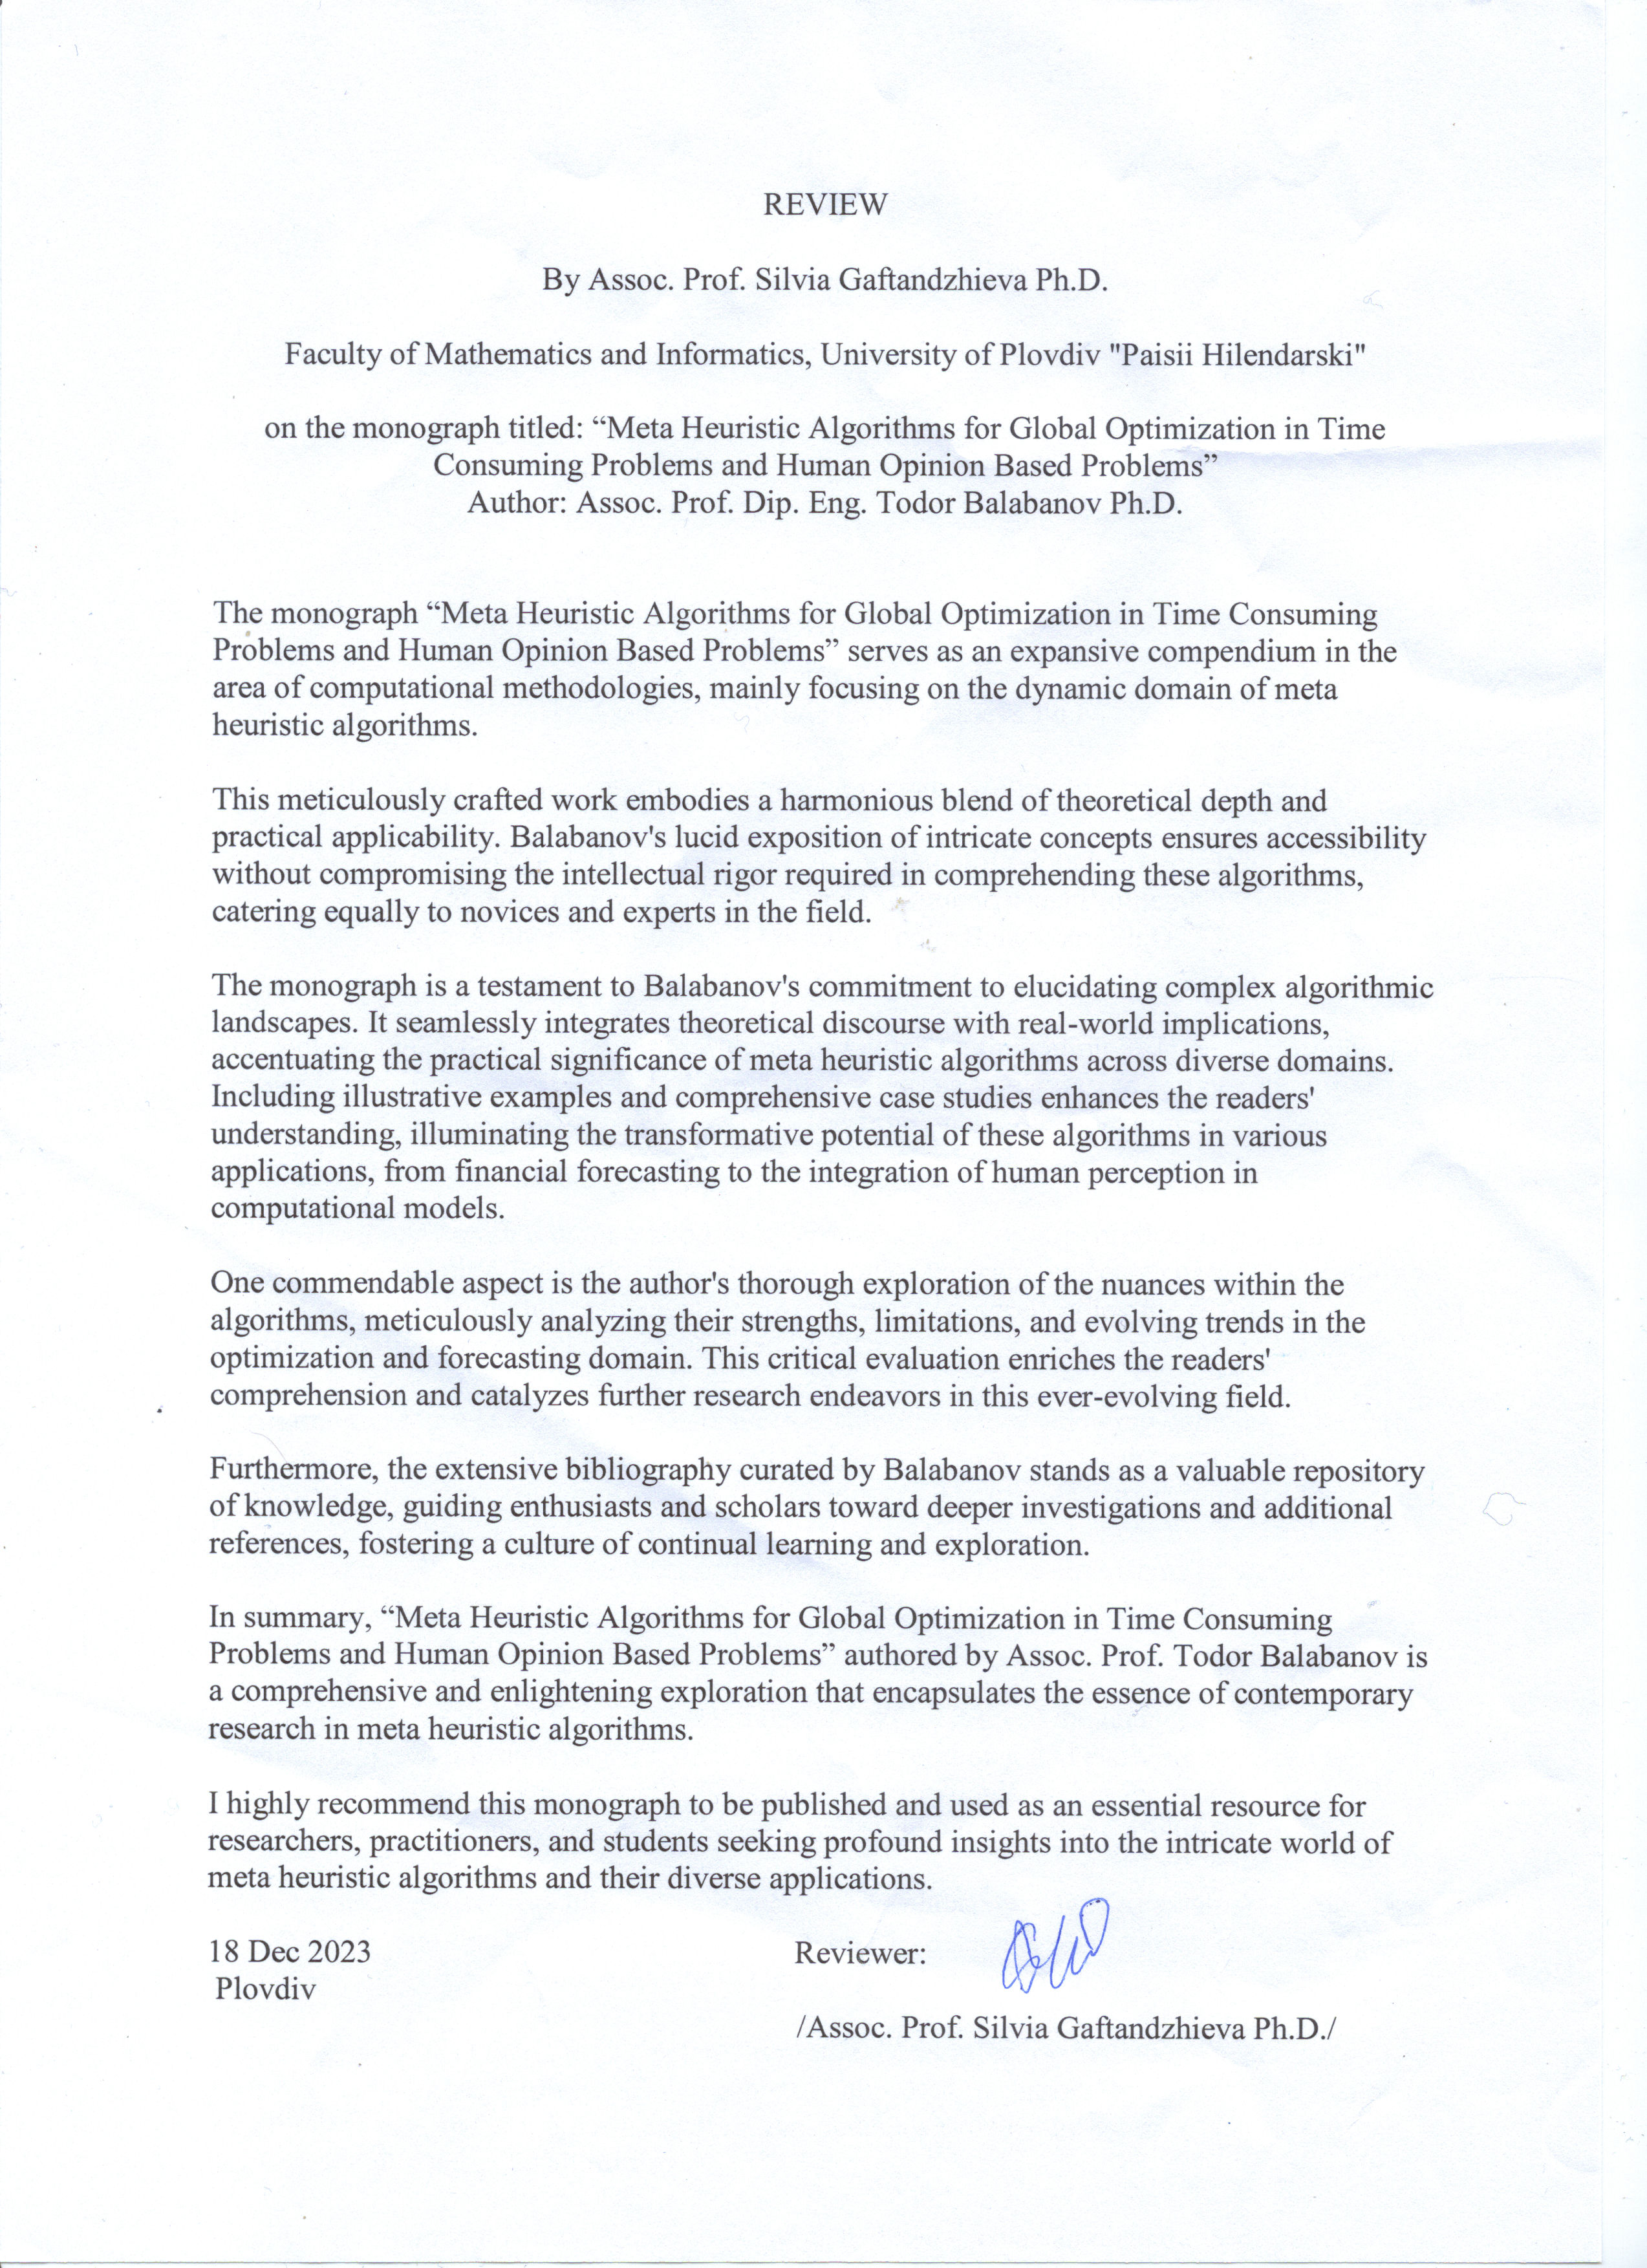 REVIEW
By Assoc. Prof. Silvia Gaftandzhieva Ph.D.
Faculty of Mathematics and Informatics, University of Plovdiv "Paisii Hilendarski"
on the monograph titled: “Meta Heuristic Algorithms for Global Optimization in Time
Consuming Problems and Human Opinion Based Problems”
Author: Assoc. Prof. Dip. Eng. Todor Balabanov Ph.D.
The monograph “Meta Heuristic Algorithms for Global Optimization in Time Consuming
Problems and Human Opinion Based Problems” serves as an expansive compendium in the
area of computational methodologies, mainly focusing on the dynamic domain of meta
heuristic algorithms.
This meticulously crafted work embodies a harmonious blend of theoretical depth and
practical applicability. Balabanov's lucid exposition of intricate concepts ensures accessibility
without compromising the intellectual rigor required in comprehending these algorithms,
catering equally to novices and experts in the field.
The monograph is a testament to Balabanov's commitment to elucidating complex algorithmic
landscapes. It seamlessly integrates theoretical discourse with real-world implications,
accentuating the practical significance of meta heuristic algorithms across diverse domains.
Including illustrative examples and comprehensive case studies enhances the readers'
understanding, illuminating the transformative potential of these algorithms in various
applications, from financial forecasting to the integration of human perception in
computational models.
One commendable aspect is the author's thorough exploration of the nuances within the
algorithms, meticulously analyzing their strengths, limitations, and evolving trends in the
optimization and forecasting domain. This critical evaluation enriches the readers'
comprehension and catalyzes further research endeavors in this ever-evolving field.
Furthermore, the extensive bibliography curated by Balabanov stands as a valuable repository
of knowledge, guiding enthusiasts and scholars toward deeper investigations and additional
references, fostering a culture of continual learning and exploration.
In summary, “Meta Heuristic Algorithms for Global Optimization in Time Consuming
Problems and Human Opinion Based Problems” authored by Assoc. Prof. Todor Balabanov is
a comprehensive and enlightening exploration that encapsulates the essence of contemporary
research in meta heuristic algorithms.
I highly recommend this monograph to be published and used as an essential resource for
researchers, practitioners, and students seeking profound insights into the intricate world of
meta heuristic algorithms and their diverse applications.
18 Dec 2023 Reviewer:
Plovdiv
/Assoc. Prof. Silvia Gaftandzhieva Ph.D./